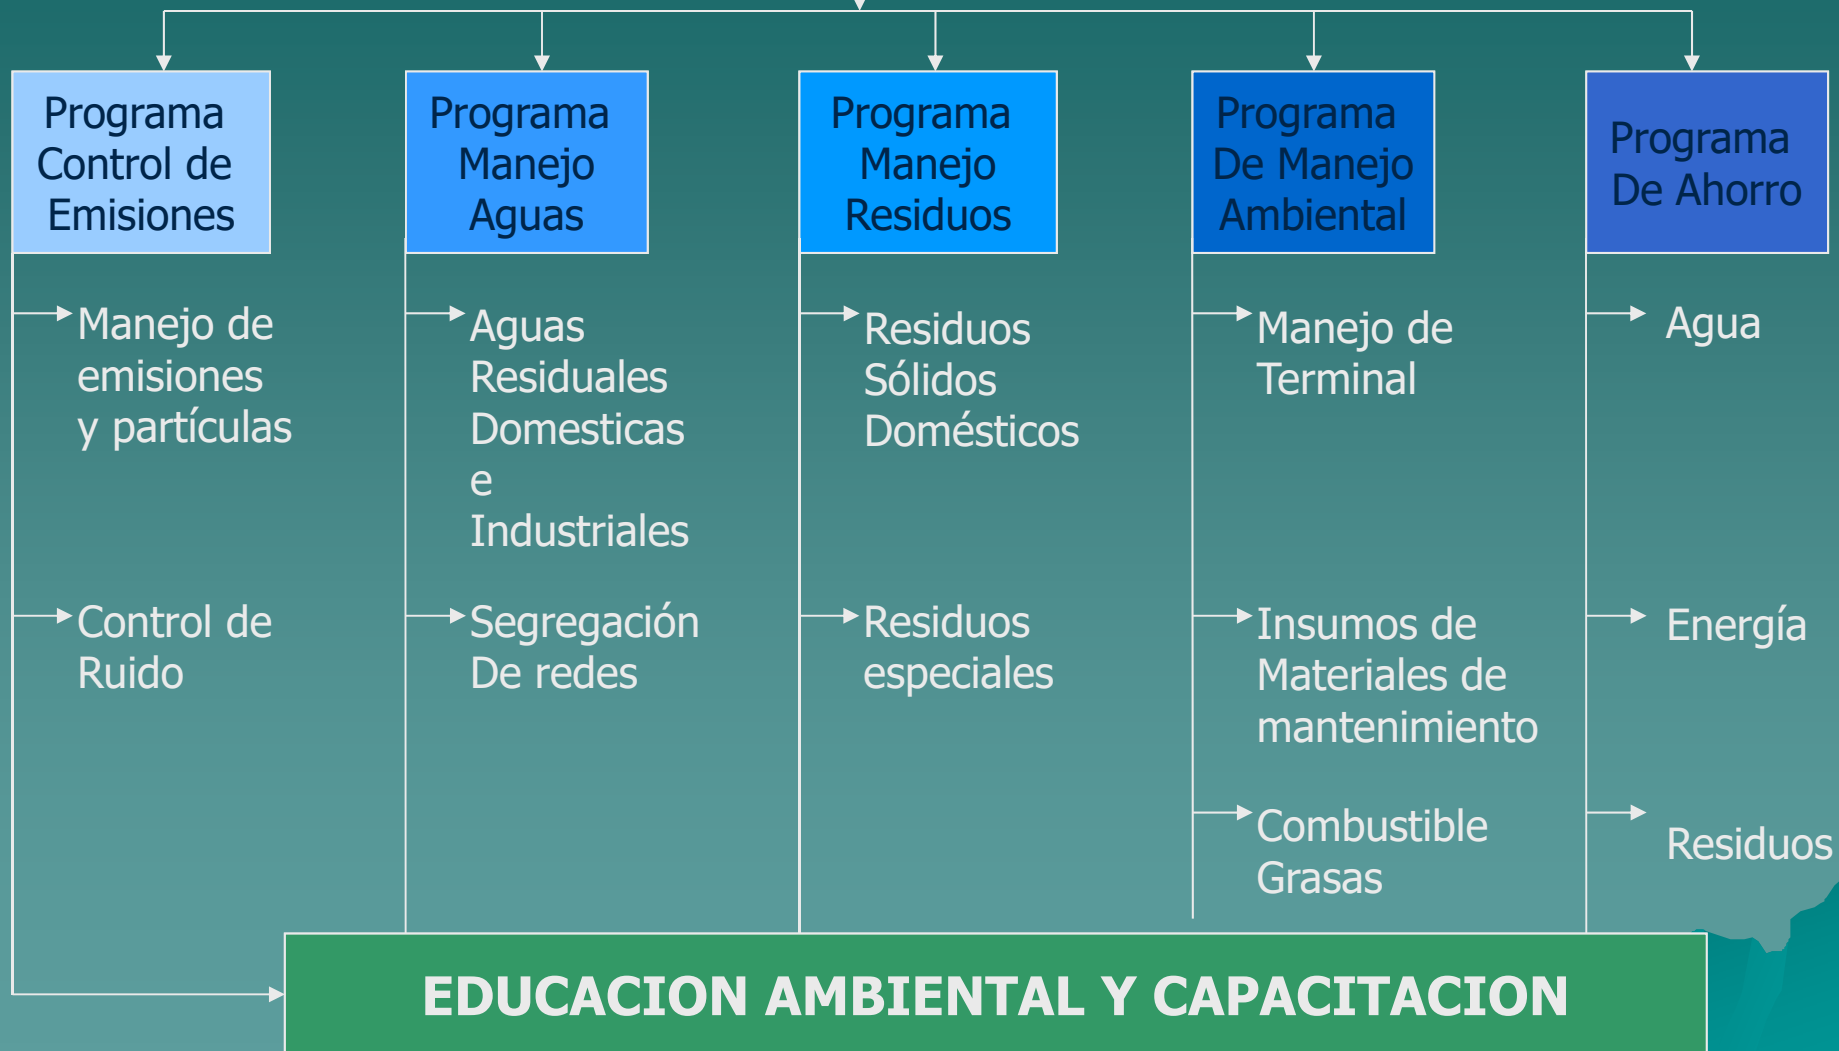 Programa
Control de
Emisiones
Manejo de
emisiones
y partículas
Control de
Ruido
Programa
Manejo
Aguas
Aguas
Residuales
Domesticas
e
Industriales
Segregación
De redes
Programa
Manejo
Residuos
Residuos
Sólidos
Domésticos
Residuos
especiales
Programa
De Manejo
Ambiental
Manejo de
Terminal
Insumos de
Materiales de
mantenimiento
Combustible
Grasas
Programa
De Ahorro
Agua
Energía
Residuos
EDUCACION AMBIENTAL Y CAPACITACION